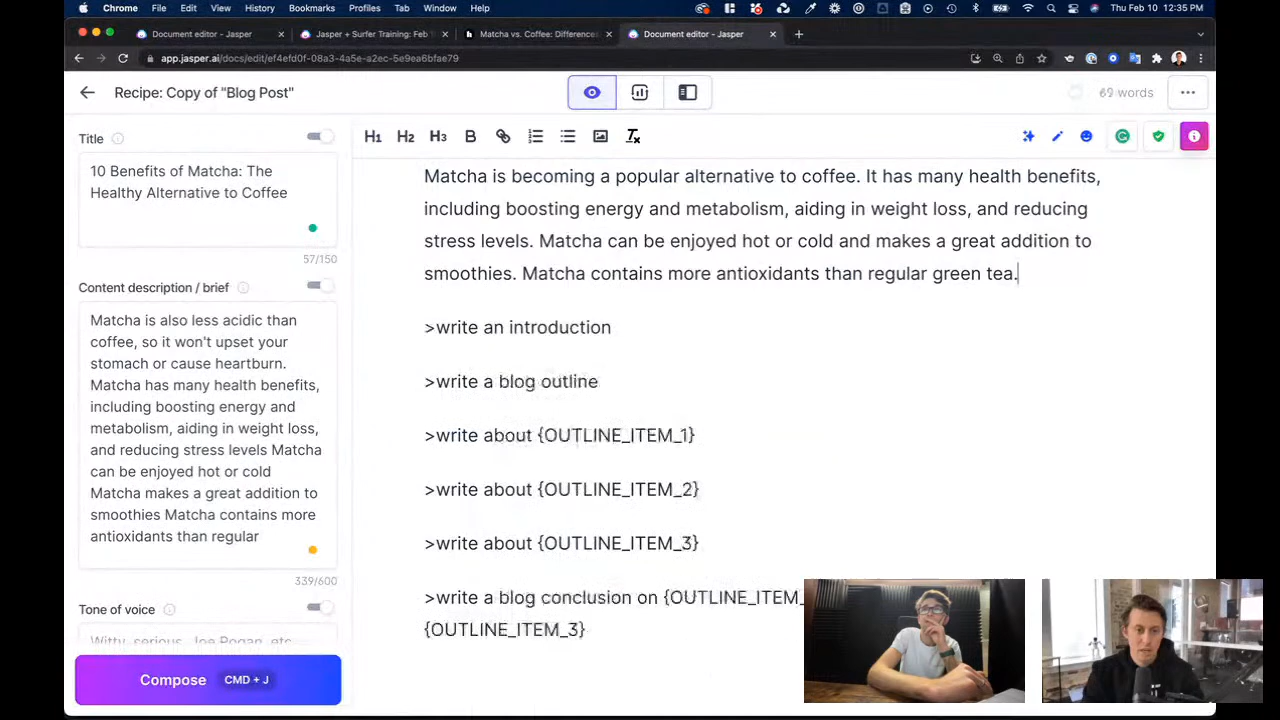 Chrome File Edit View History Bookmarks Profiles Tab Window Help Thu Feb 10 12:35 PM
Document editor - Jasper Jasper + Surfer Training: Feb Matcha vs. Coffee: Difference Document editor - Jasper
app.jasper.ai/docs/edit/ef4efd0f-08a3-4a5e-a2ec-5e9ea6bfae79
Recipe: Copy of "Blog Post"
69 words
Title
10 Benefits of Matcha: The
Healthy Alternative to Coffee
57/150
Content description / brief
Matcha is also less acidic than
coffee, so it won't upset your
stomach or cause heartburn.
Matcha has many health benefits,
including boosting energy and
metabolism, aiding in weight loss,
and reducing stress levels Matcha
can be enjoyed hot or cold
Matcha makes a great addition to
smoothies Matcha contains more
antioxidants than regular
339/600
Tone of voice
Witty, serious, Joe Rogan, etc
Compose CMD + J
H1 H2 H3 B
Matcha is becoming a popular alternative to coffee. It has many health benefits,
including boosting energy and metabolism, aiding in weight loss, and reducing
stress levels. Matcha can be enjoyed hot or cold and makes a great addition to
smoothies. Matcha contains more antioxidants than regular green tea.
>write an introduction
>write a blog outline
>write about {OUTLINE_ITEM_1}
>write about {OUTLINE_ITEM_2}
>write about {OUTLINE_ITEM_3}
>write a blog conclusion on {OUTLINE_ITEM_
{OUTLINE_ITEM_3}